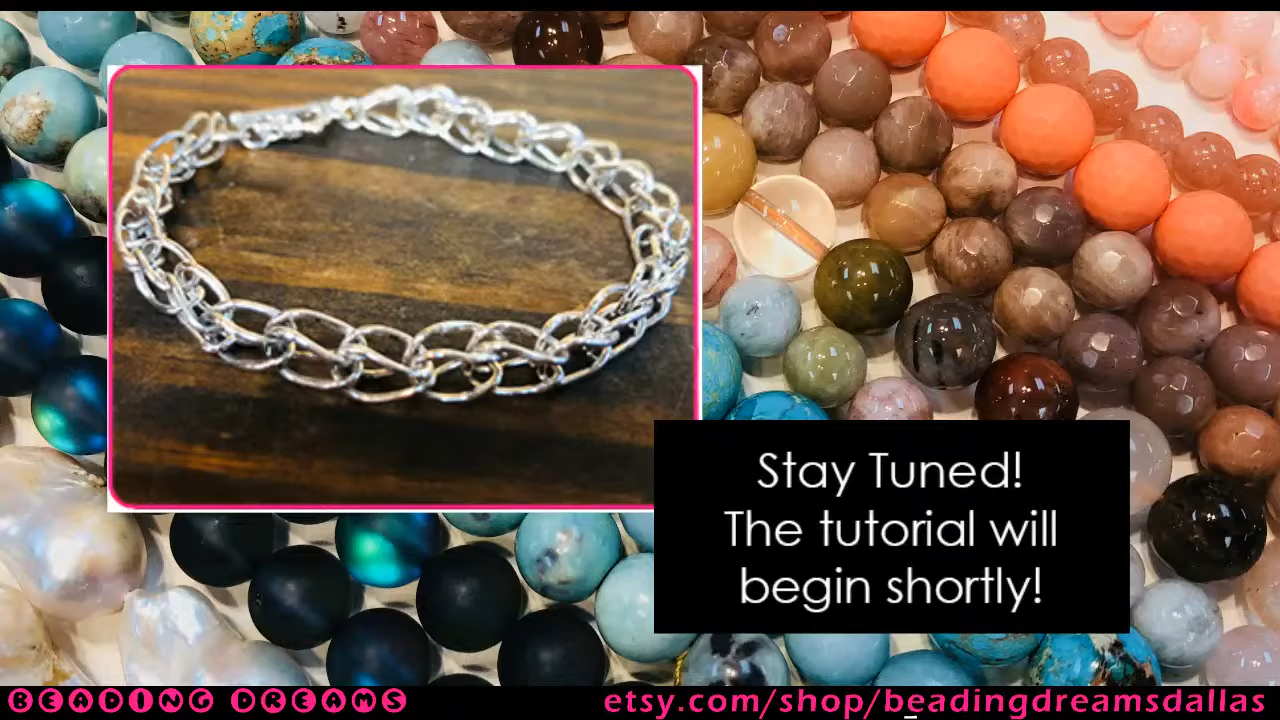 Stay Tuned!
The tutorial will
begin shortly!
BEADING DREAMS
etsy.com/shop/beadingdreamsdallas